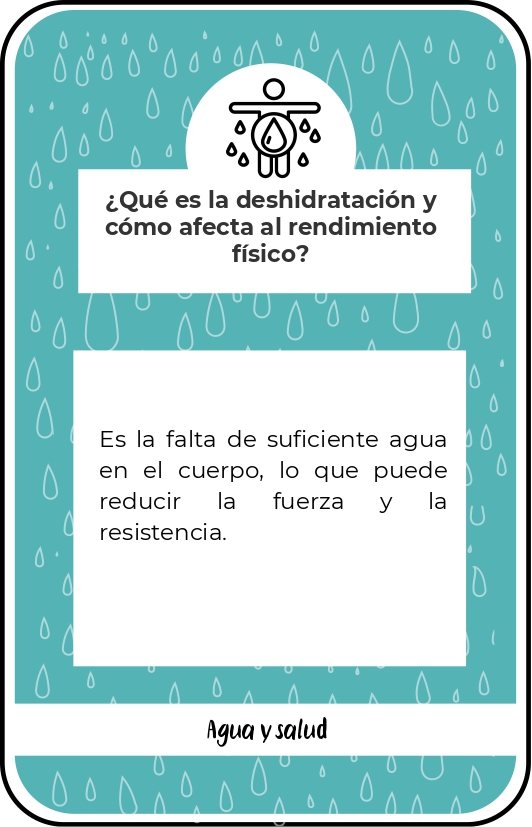 ¿Qué es la deshidratación y
cómo afecta al rendimiento
físico?
Es la falta de suficiente agua
en el cuerpo, lo que puede
reducir la fuerza y la
resistencia.
Agua y salud